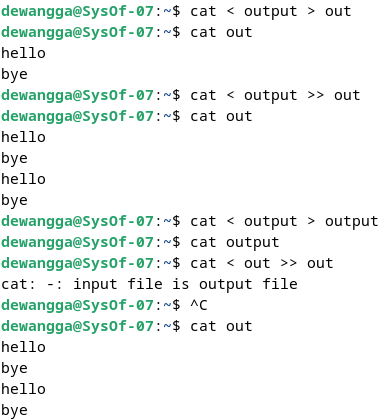 dewangga@SysOf-07:~$ cat < output > out
dewangga@SysOf-07:~$ cat out
hello
bye
dewangga@SysOf-07:~$ cat < output >> out
dewangga@SysOf-07:~$ cat out
hello
bye
hello
bye
dewangga@SysOf-07:~$ cat < output > output
dewangga@SysOf-07:~$ cat output
dewangga@SysOf-07:~$ cat < out >> out
cat: -: input file is output file
dewangga@SysOf-07:~$ ^C
dewangga@SysOf-07:~$ cat out
hello
bye
hello
bye